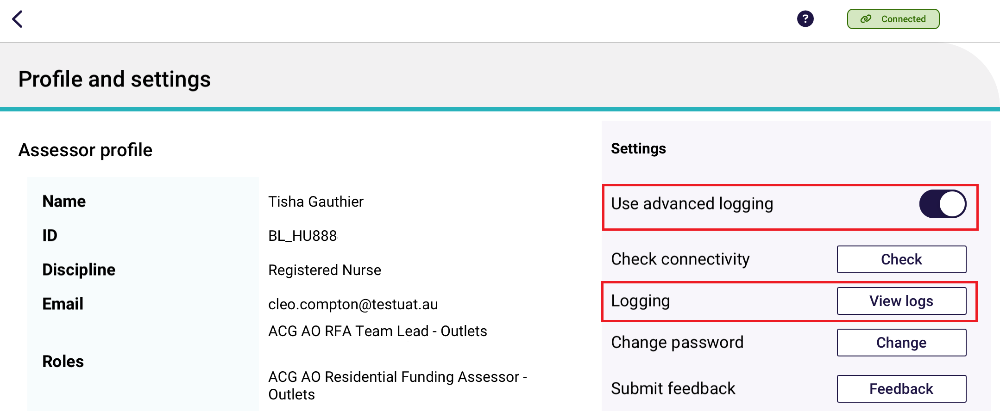 ? Connected
Profile and settings
Assessor profile
Name Tisha Gauthier
ID BL_HU888
Discipline Registered Nurse
Email cleo.compton@testuat.au
Roles ACG AO RFA Team Lead - Outlets
ACG AO Residential Funding Assessor -
Outlets
Settings
Use advanced logging
Check connectivity Check
Logging View logs
Change password Change
Submit feedback Feedback